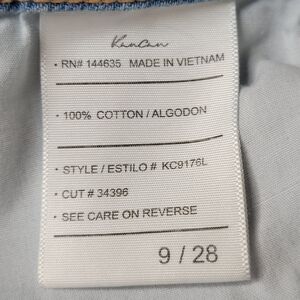 KanCan
• RN# 144635 MADE IN VIETNAM
• 100% COTTON / ALGODON
• STYLE / ESTILO # KC9176L
• CUT # 34396
• SEE CARE ON REVERSE
9 / 28